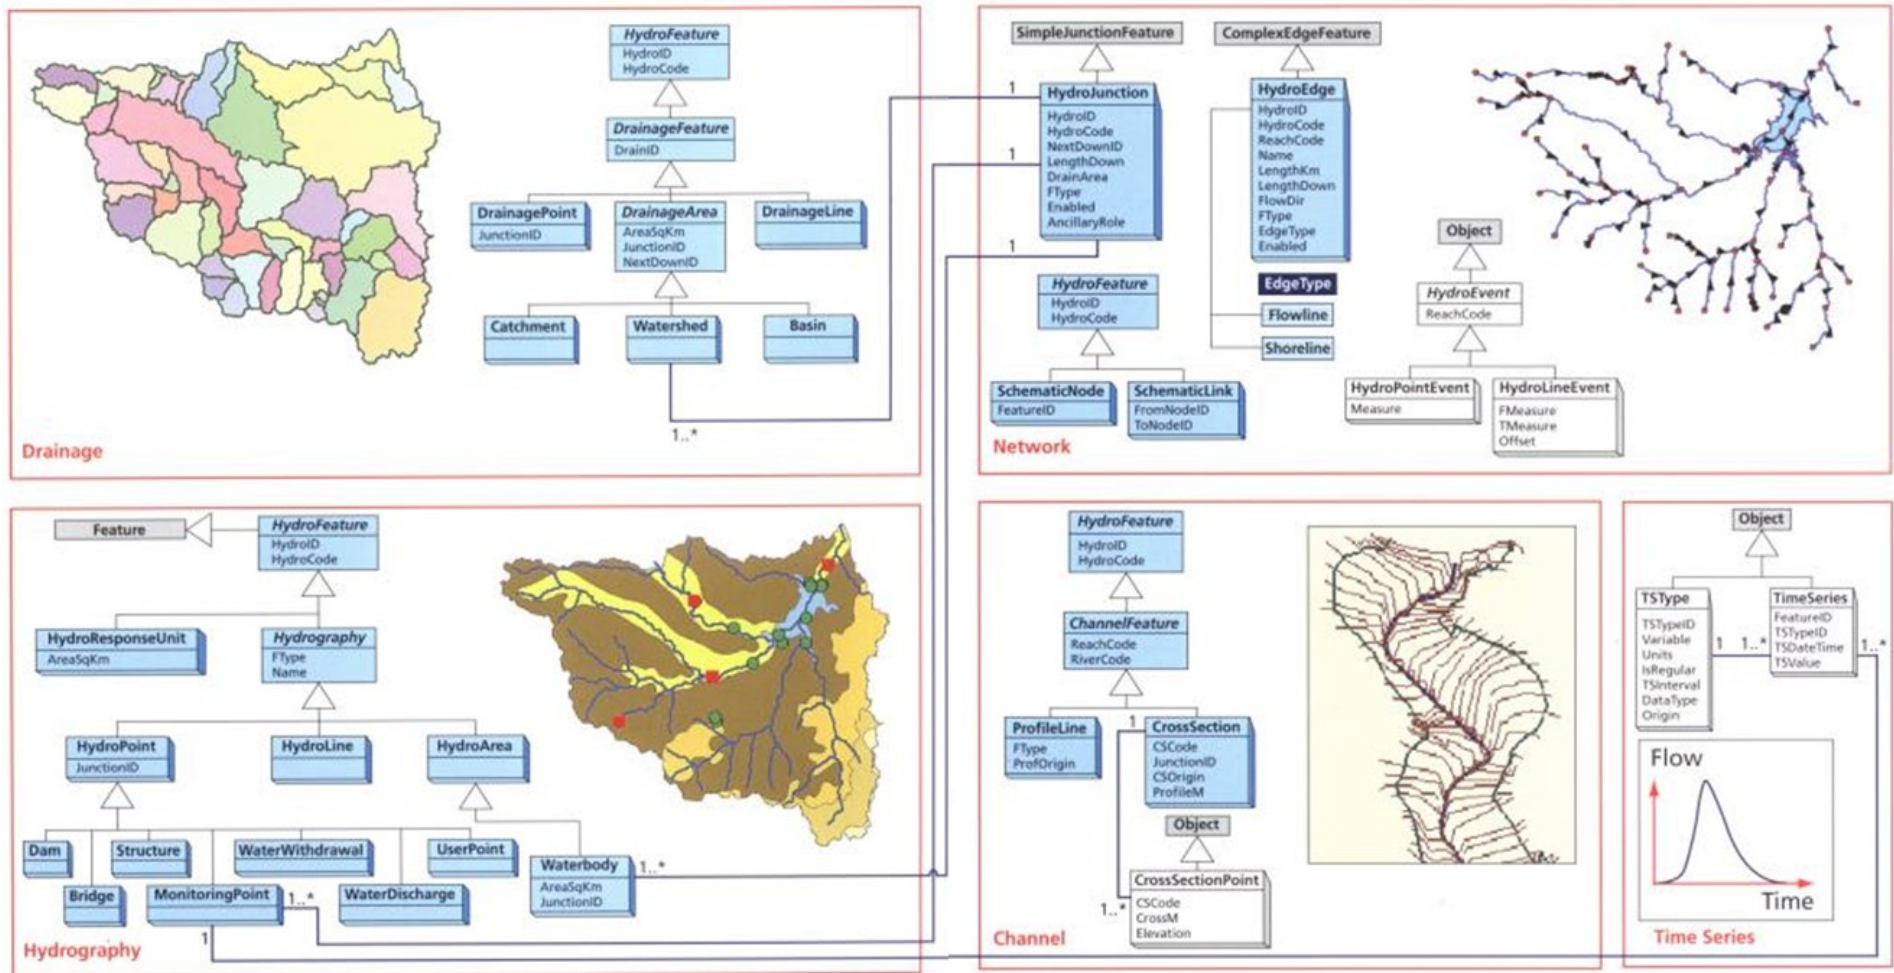 HydroFeature
HydroID
HydroCode
DrainageFeature
DrainID
DrainagePoint
JunctionID
DrainageArea
AreaSqKm
JunctionID
NextDownID
DrainageLine
Catchment
Watershed
Basin
1..*
Drainage
SimpleJunctionFeature
ComplexEdgeFeature
1
HydroJunction
HydroID
HydroCode
NextDownID
LengthDown
DrainArea
FType
Enabled
AncillaryRole
1
1
HydroEdge
HydroID
HydroCode
ReachCode
Name
LengthKm
LengthDown
FlowDir
FType
EdgeType
Enabled
EdgeType
Flowline
Shoreline
HydroFeature
HydroID
HydroCode
SchematicNode
FeatureID
SchematicLink
FromNodeID
ToNodeID
Object
HydroEvent
ReachCode
HydroPointEvent
Measure
HydroLineEvent
FMeasure
TMeasure
Offset
Network
Feature
HydroFeature
HydroID
HydroCode
HydroResponseUnit
AreaSqKm
Hydrography
FType
Name
HydroPoint
JunctionID
HydroLine
HydroArea
Dam
Structure
WaterWithdrawal
UserPoint
Bridge
MonitoringPoint
1..*
WaterDischarge
1
Waterbody
AreaSqKm
JunctionID
1..*
Hydrography
HydroFeature
HydroID
HydroCode
ChannelFeature
ReachCode
RiverCode
ProfileLine
FType
ProfOrigin
1
CrossSection
CSCode
JunctionID
CSOrigin
ProfileM
Object
CrossSectionPoint
CSCode
CrossM
Elevation
1..*
Channel
Object
TSType
TSTypeID
Variable
Units
IsRegular
TSInterval
DataType
Origin
1
1..*
TimeSeries
FeatureID
TSTypeID
TSDateTime
TSValue
1..*
Flow
Time
Time Series